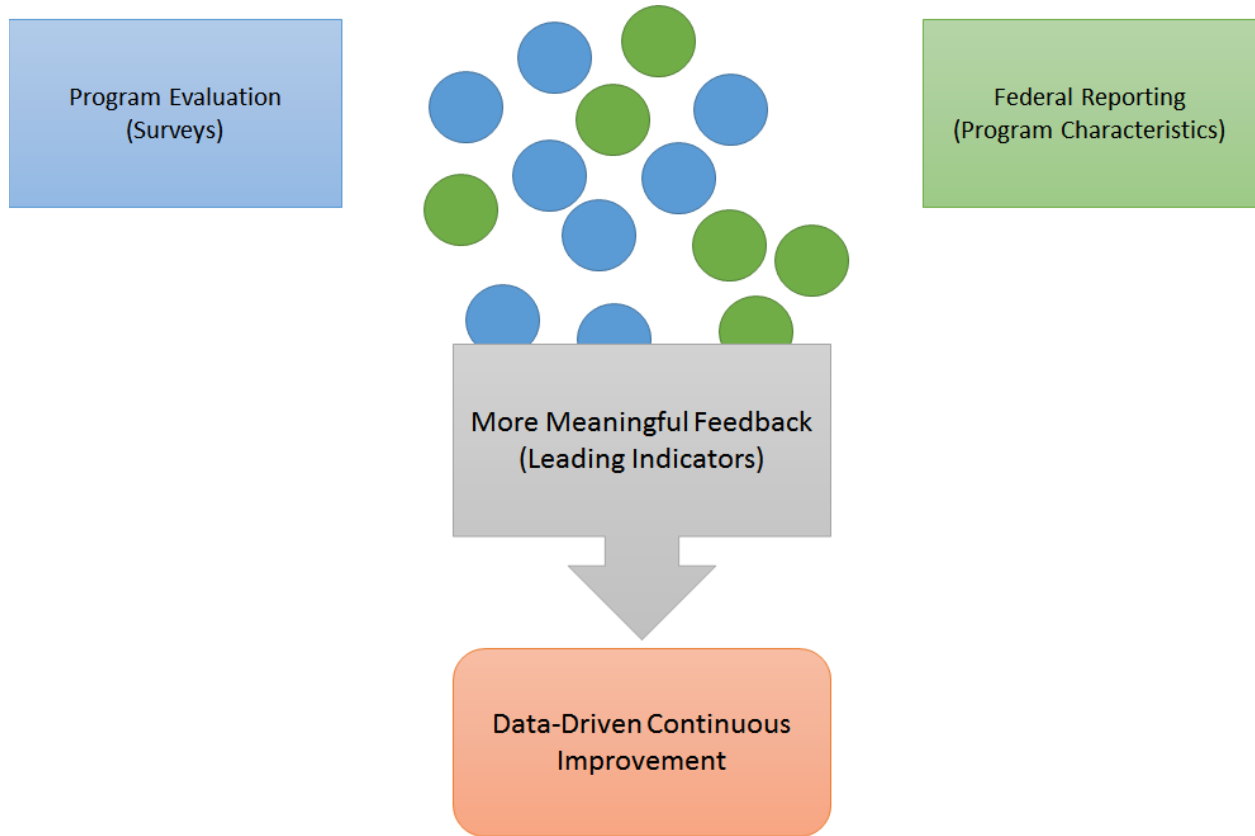 Program Evaluation
(Surveys)
Federal Reporting
(Program Characteristics)
More Meaningful Feedback
(Leading Indicators)
Data-Driven Continuous
Improvement